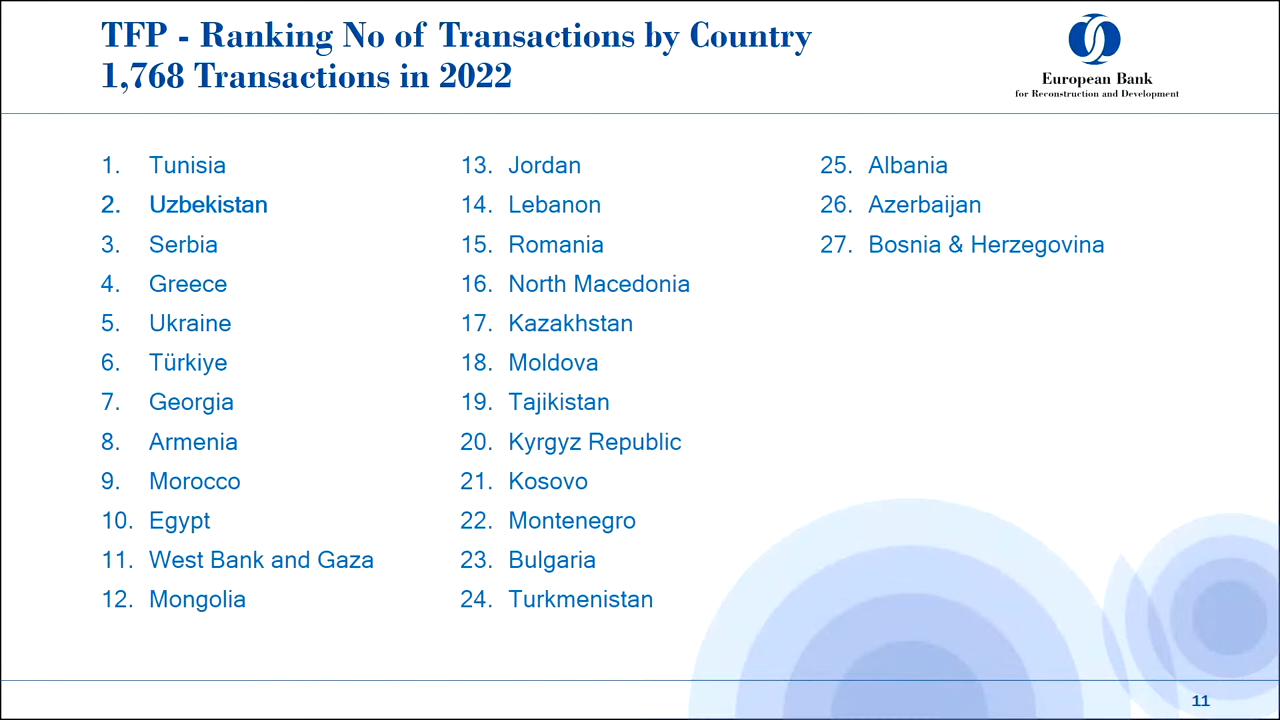 TFP - Ranking No of Transactions by Country
1,768 Transactions in 2022
European Bank
for Reconstruction and Development
1. Tunisia
2. Uzbekistan
3. Serbia
4. Greece
5. Ukraine
6. Türkiye
7. Georgia
8. Armenia
9. Morocco
10. Egypt
11. West Bank and Gaza
12. Mongolia
13. Jordan
14. Lebanon
15. Romania
16. North Macedonia
17. Kazakhstan
18. Moldova
19. Tajikistan
20. Kyrgyz Republic
21. Kosovo
22. Montenegro
23. Bulgaria
24. Turkmenistan
25. Albania
26. Azerbaijan
27. Bosnia & Herzegovina
11